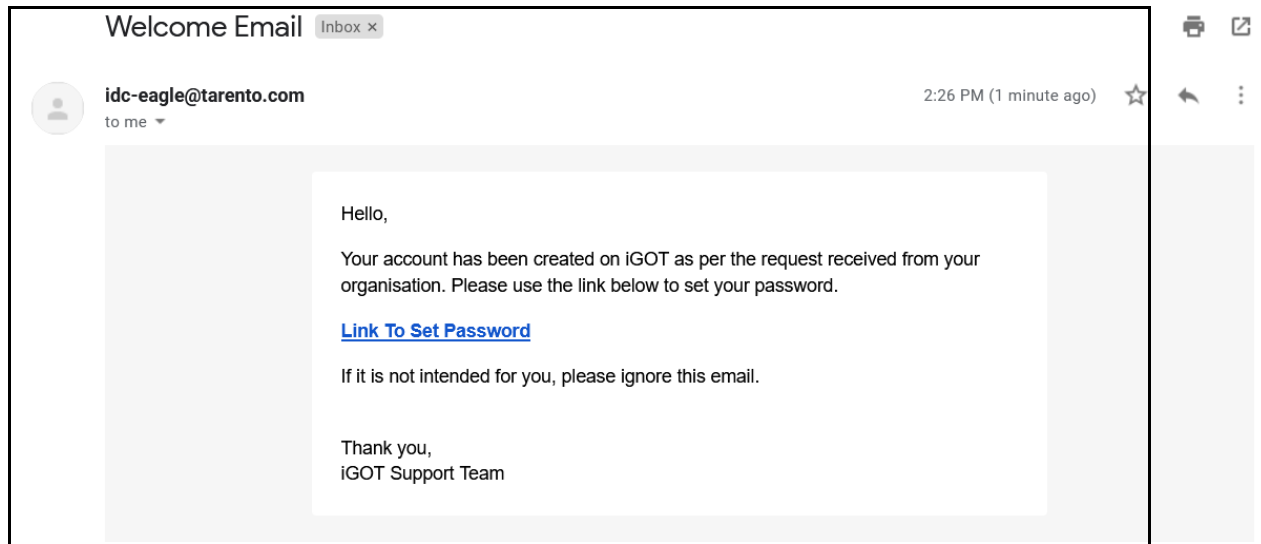 Welcome Email Inbox ×
idc-eagle@tarento.com 2:26 PM (1 minute ago)
to me
Hello,
Your account has been created on iGOT as per the request received from your
organisation. Please use the link below to set your password.
Link To Set Password
If it is not intended for you, please ignore this email.
Thank you,
iGOT Support Team